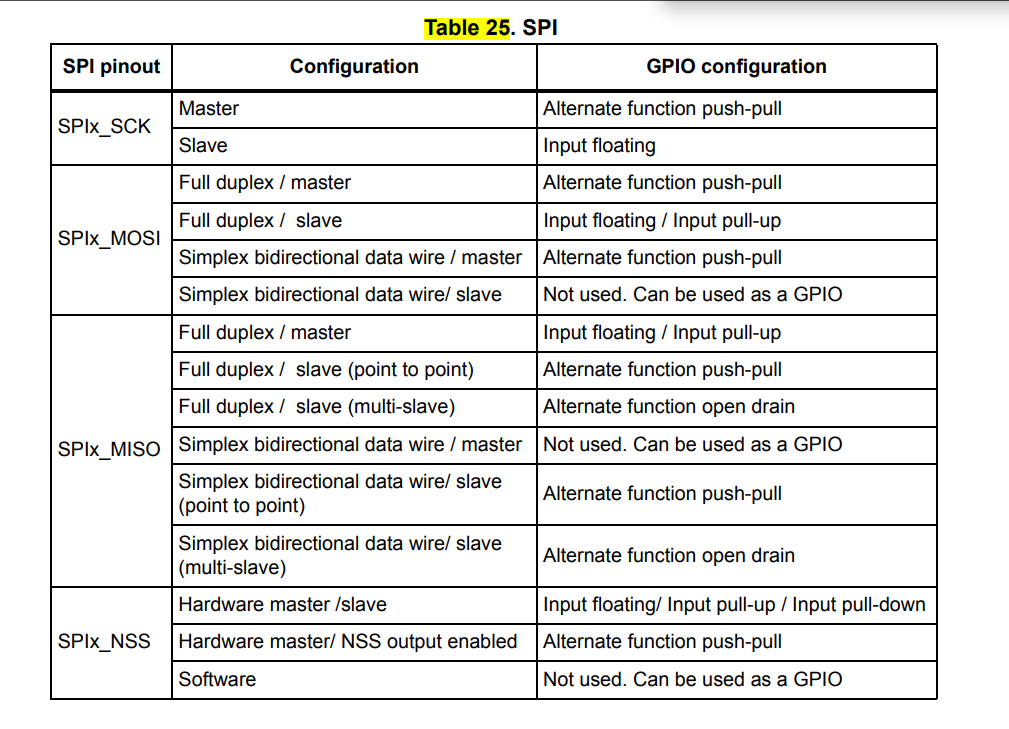 Table 25. SPI
SPI pinout Configuration GPIO configuration
SPIx_SCK
Master Alternate function push-pull
Slave Input floating
SPIx_MOSI
Full duplex / master Alternate function push-pull
Full duplex / slave Input floating / Input pull-up
Simplex bidirectional data wire / master Alternate function push-pull
Simplex bidirectional data wire/ slave Not used. Can be used as a GPIO
SPIx_MISO
Full duplex / master Input floating / Input pull-up
Full duplex / slave (point to point) Alternate function push-pull
Full duplex / slave (multi-slave) Alternate function open drain
Simplex bidirectional data wire / master Not used. Can be used as a GPIO
Simplex bidirectional data wire/ slave
(point to point) Alternate function push-pull
Simplex bidirectional data wire/ slave
(multi-slave) Alternate function open drain
SPIx_NSS
Hardware master /slave Input floating/ Input pull-up / Input pull-down
Hardware master/ NSS output enabled Alternate function push-pull
Software Not used. Can be used as a GPIO